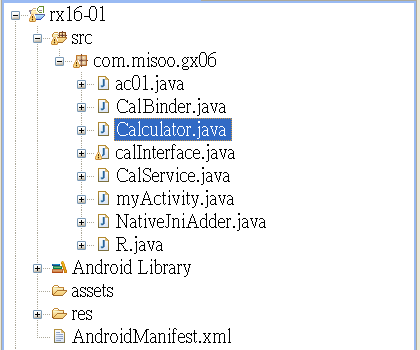 rx16-01
src
com.misoo.gx06
ac01.java
CalBinder.java
Calculator.java
calInterface.java
CalService.java
myActivity.java
NativeJniAdder.java
R.java
Android Library
assets
res
AndroidManifest.xml